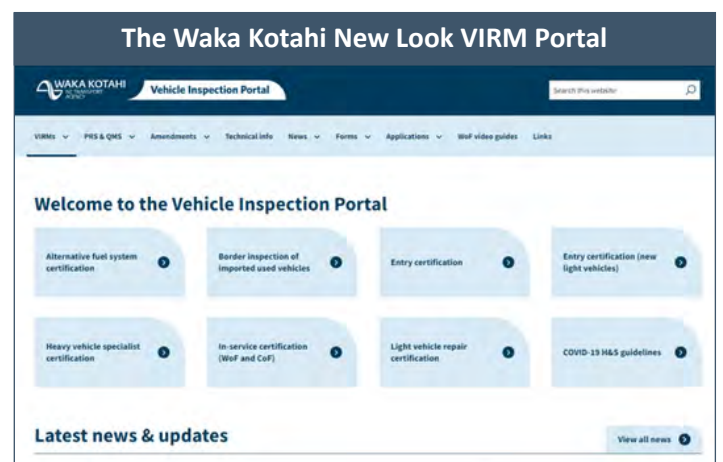 The Waka Kotahi New Look VIRM Portal
WAKA KOTAHI
NZ TRANSPORT
AGENCY
Vehicle Inspection Portal
Search this website
VIRMs PRS & QMS Amendments Technical info News Forms Applications WoF video guides Links
Welcome to the Vehicle Inspection Portal
Alternative fuel system
certification
Border inspection of
imported used vehicles
Entry certification
Entry certification (new
light vehicles)
Heavy vehicle specialist
certification
In-service certification
(WoF and CoF)
Light vehicle repair
certification
COVID-19 H&S guidelines
Latest news & updates
View all news